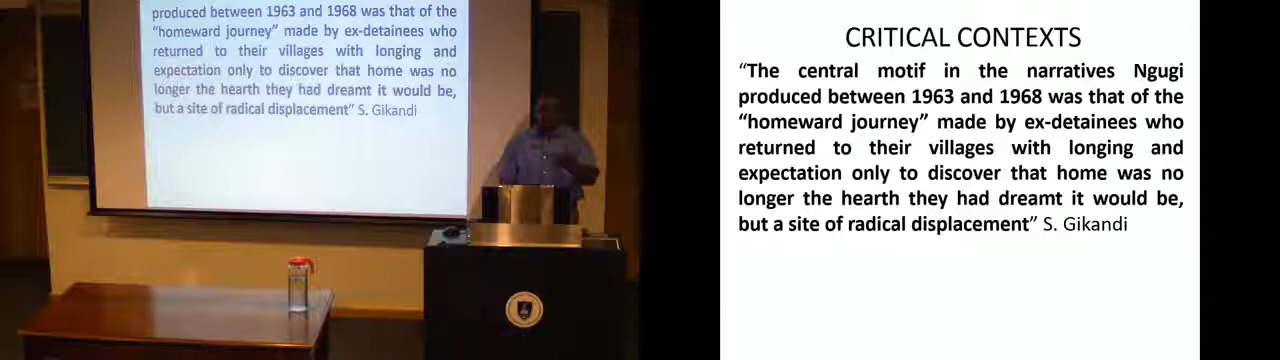 produced between 1963 and 1968 was that of the
“homeward journey” made by ex-detainees who
returned to their villages with longing and
expectation only to discover that home was no
longer the hearth they had dreamt it would be,
but a site of radical displacement” S. Gikandi
CRITICAL CONTEXTS
“The central motif in the narratives Ngugi
produced between 1963 and 1968 was that of the
“homeward journey” made by ex-detainees who
returned to their villages with longing and
expectation only to discover that home was no
longer the hearth they had dreamt it would be,
but a site of radical displacement” S. Gikandi